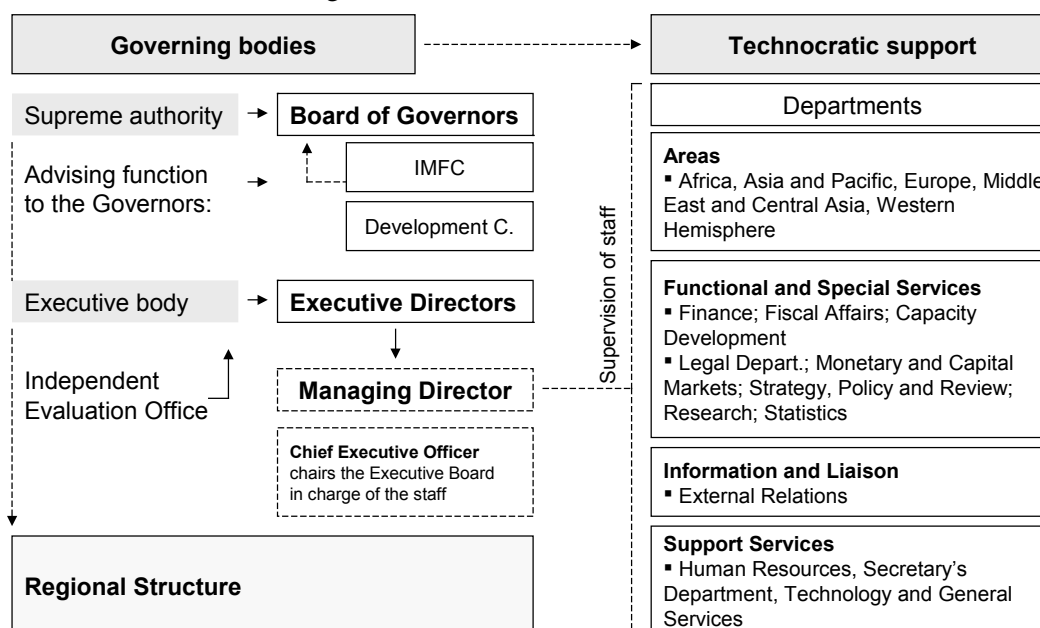 Governing bodies
Technocratic support
Supreme authority
Board of Governors
Advising function
to the Governors:
IMFC
Development C.
Executive body
Executive Directors
Independent
Evaluation Office
Managing Director
Chief Executive Officer
chairs the Executive Board
in charge of the staff
Regional Structure
Supervision of staff
Departments
Areas
▪ Africa, Asia and Pacific, Europe, Middle
East and Central Asia, Western
Hemisphere
Functional and Special Services
▪ Finance; Fiscal Affairs; Capacity
Development
▪ Legal Depart.; Monetary and Capital
Markets; Strategy, Policy and Review;
Research; Statistics
Information and Liaison
▪ External Relations
Support Services
▪ Human Resources, Secretary's
Department, Technology and General
Services